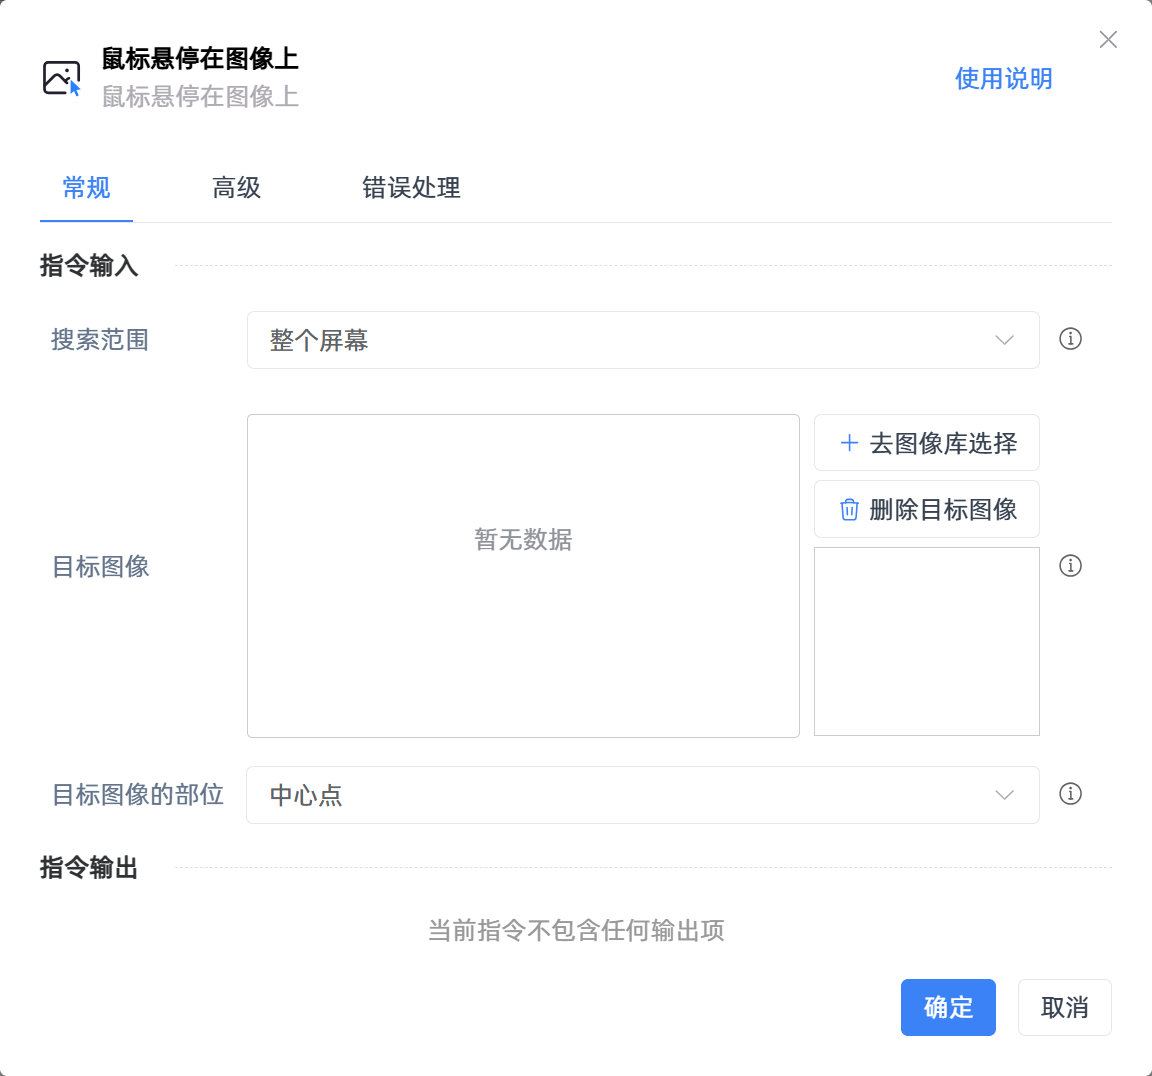 鼠标悬停在图像上
鼠标悬停在图像上
使用说明
常规 高级 错误处理
指令输入
搜索范围 整个屏幕
去图像库选择
删除目标图像
暂无数据
目标图像
目标图像的部位 中心点
指令输出
当前指令不包含任何输出项
确定 取消